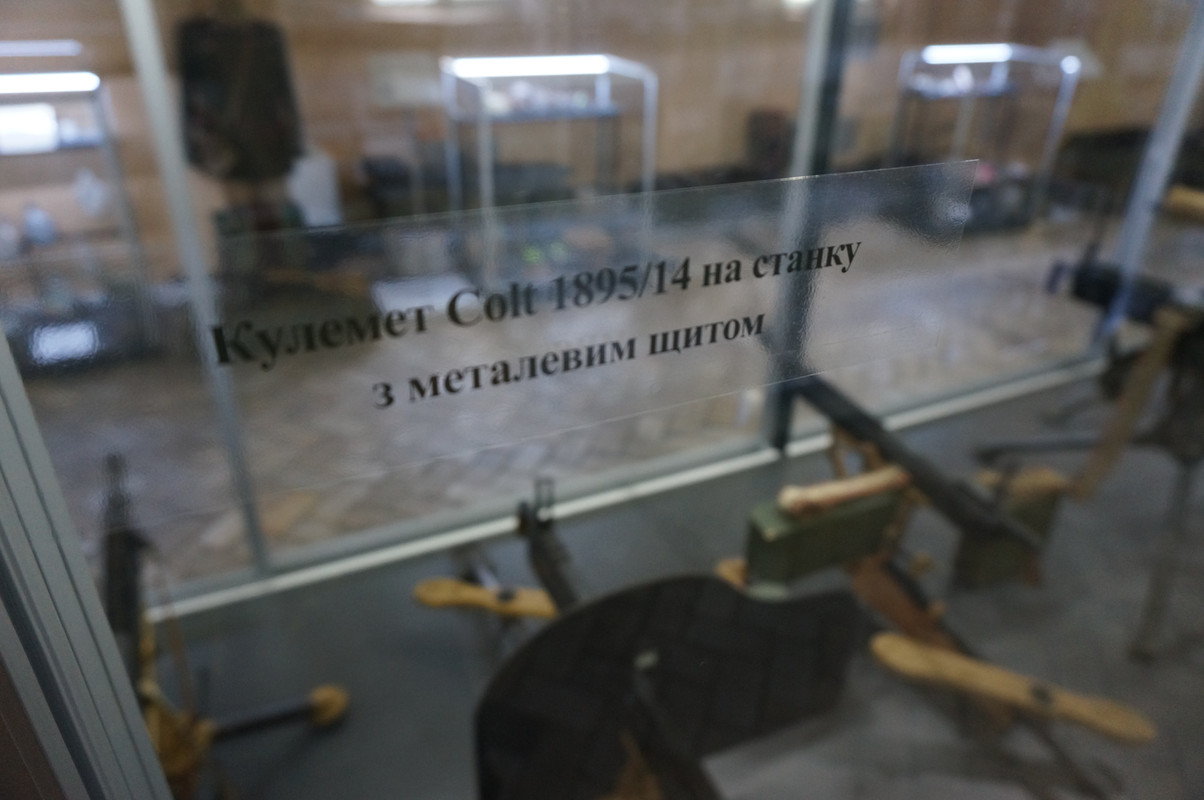 Кулемет Colt 1895/14 на станку
з металевим щитом